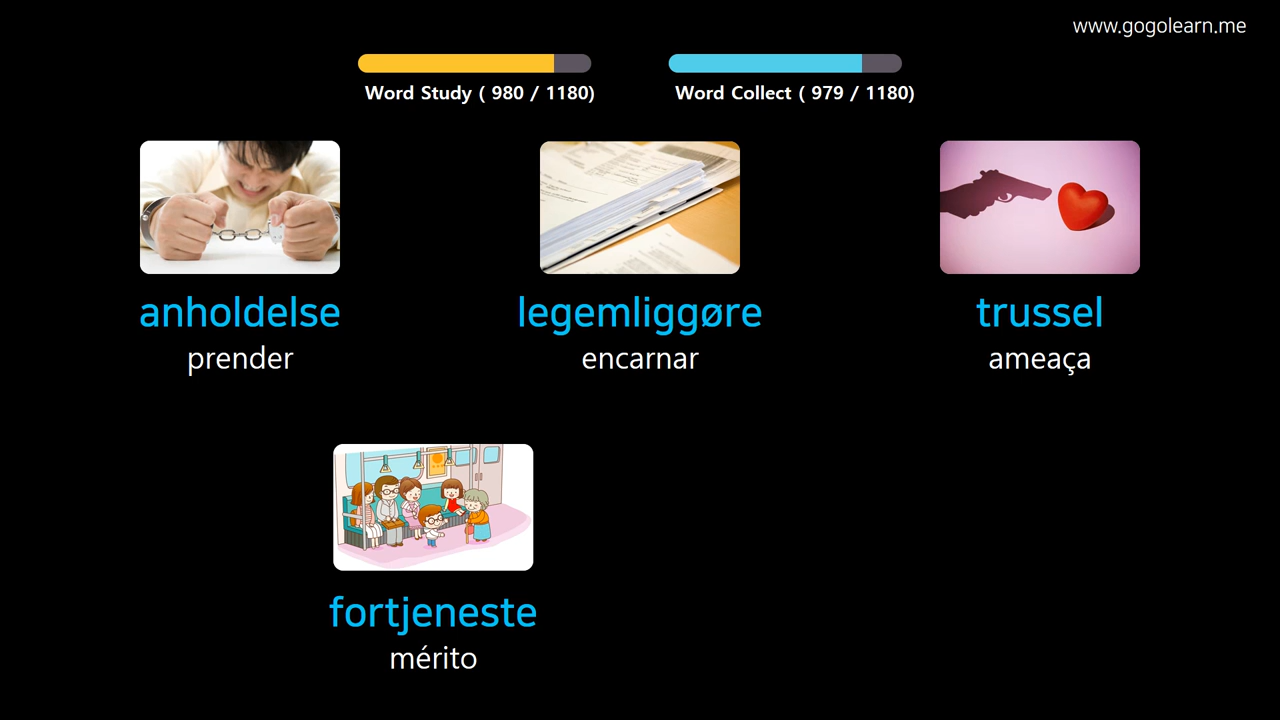 www.gogolearn.me
Word Study ( 980 / 1180)
Word Collect ( 979 / 1180)
anholdelse
prender
legemliggøre
encarnar
trussel
ameaça
fortjeneste
mérito